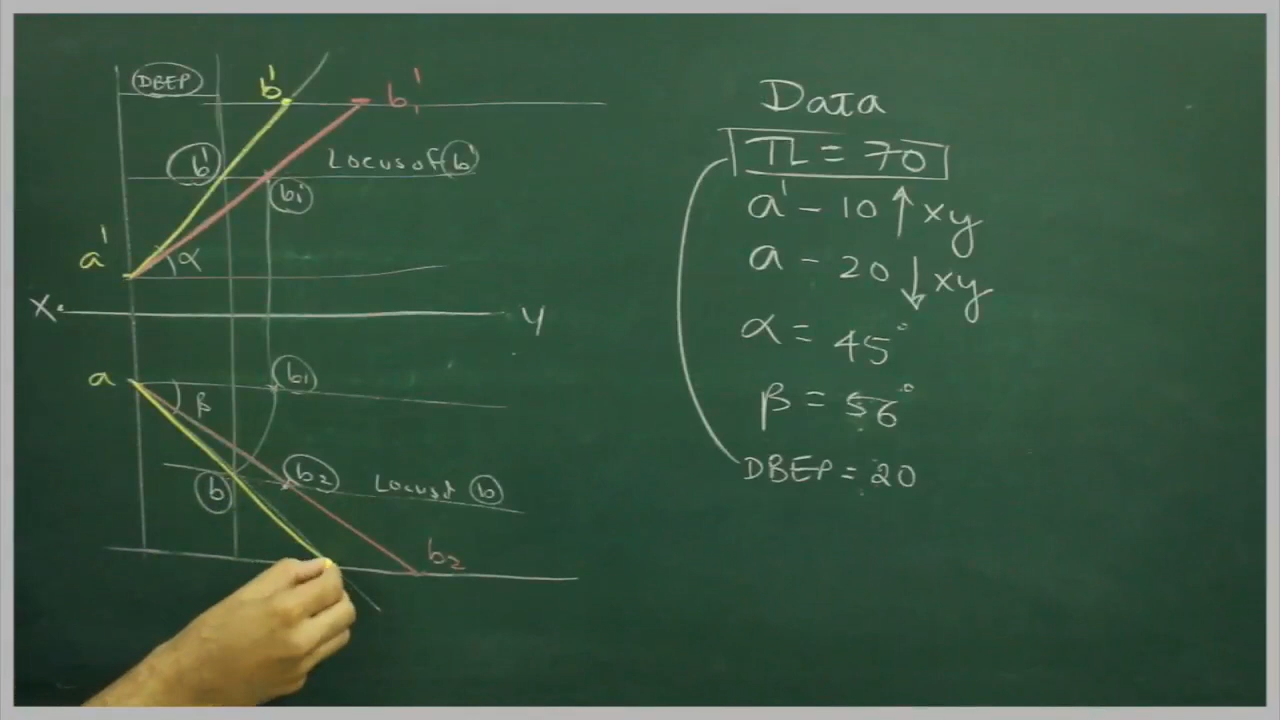 DBEP
b'
b₁'
b'
Locus of b'
b₁'
a'
α
X
y
a
b₁
β
b₂
b
Locus of b
b₂
Data
TL = 70
a' - 10 ↑ xy
a - 20 ↓ xy
α = 45°
β = 56°
DBEP = 20